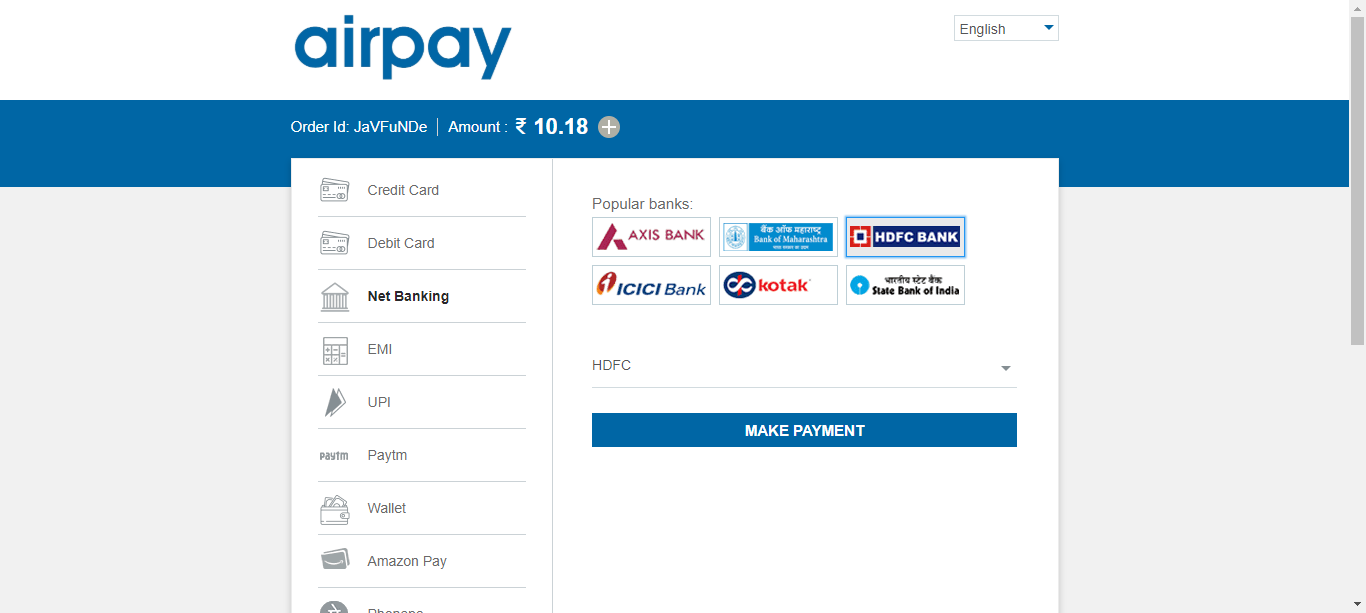 airpay
English
Order Id: JaVFuNDe | Amount : ₹ 10.18
Credit Card
Debit Card
Net Banking
EMI
UPI
paytm Paytm
Wallet
Amazon Pay
Phonepe
Popular banks:
AXIS BANK
बैंक ऑफ महाराष्ट्र
Bank of Maharashtra
HDFC BANK
ICICI Bank
kotak
भारतीय स्टेट बैंक
State Bank of India
HDFC
MAKE PAYMENT